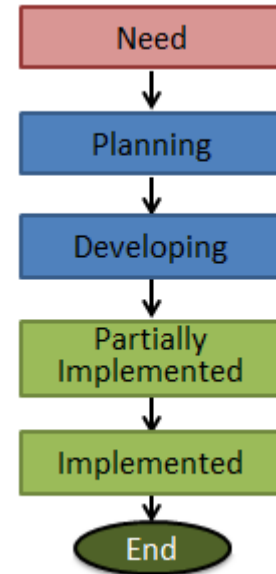 Need
Planning
Developing
Partially
Implemented
Implemented
End